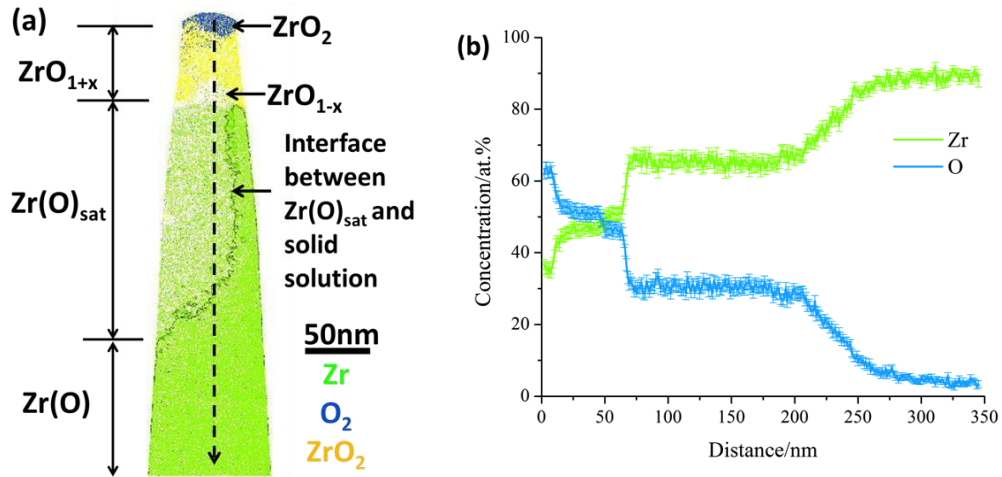 (a)
ZrO₂
ZrO₁₊ₓ
ZrO₁₋ₓ
Interface
between
Zr(O)sat and
solid
solution
Zr(O)sat
50nm
Zr
O₂
ZrO₂
Zr(O)
(b)
100
80
60
40
20
0
Concentration/at.%
Zr
O
0 50 100 150 200 250 300 350
Distance/nm